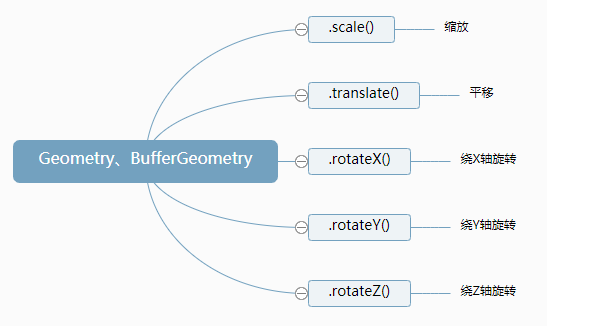 .scale()
缩放
.translate()
平移
Geometry、BufferGeometry
.rotateX()
绕X轴旋转
.rotateY()
绕Y轴旋转
.rotateZ()
绕Z轴旋转